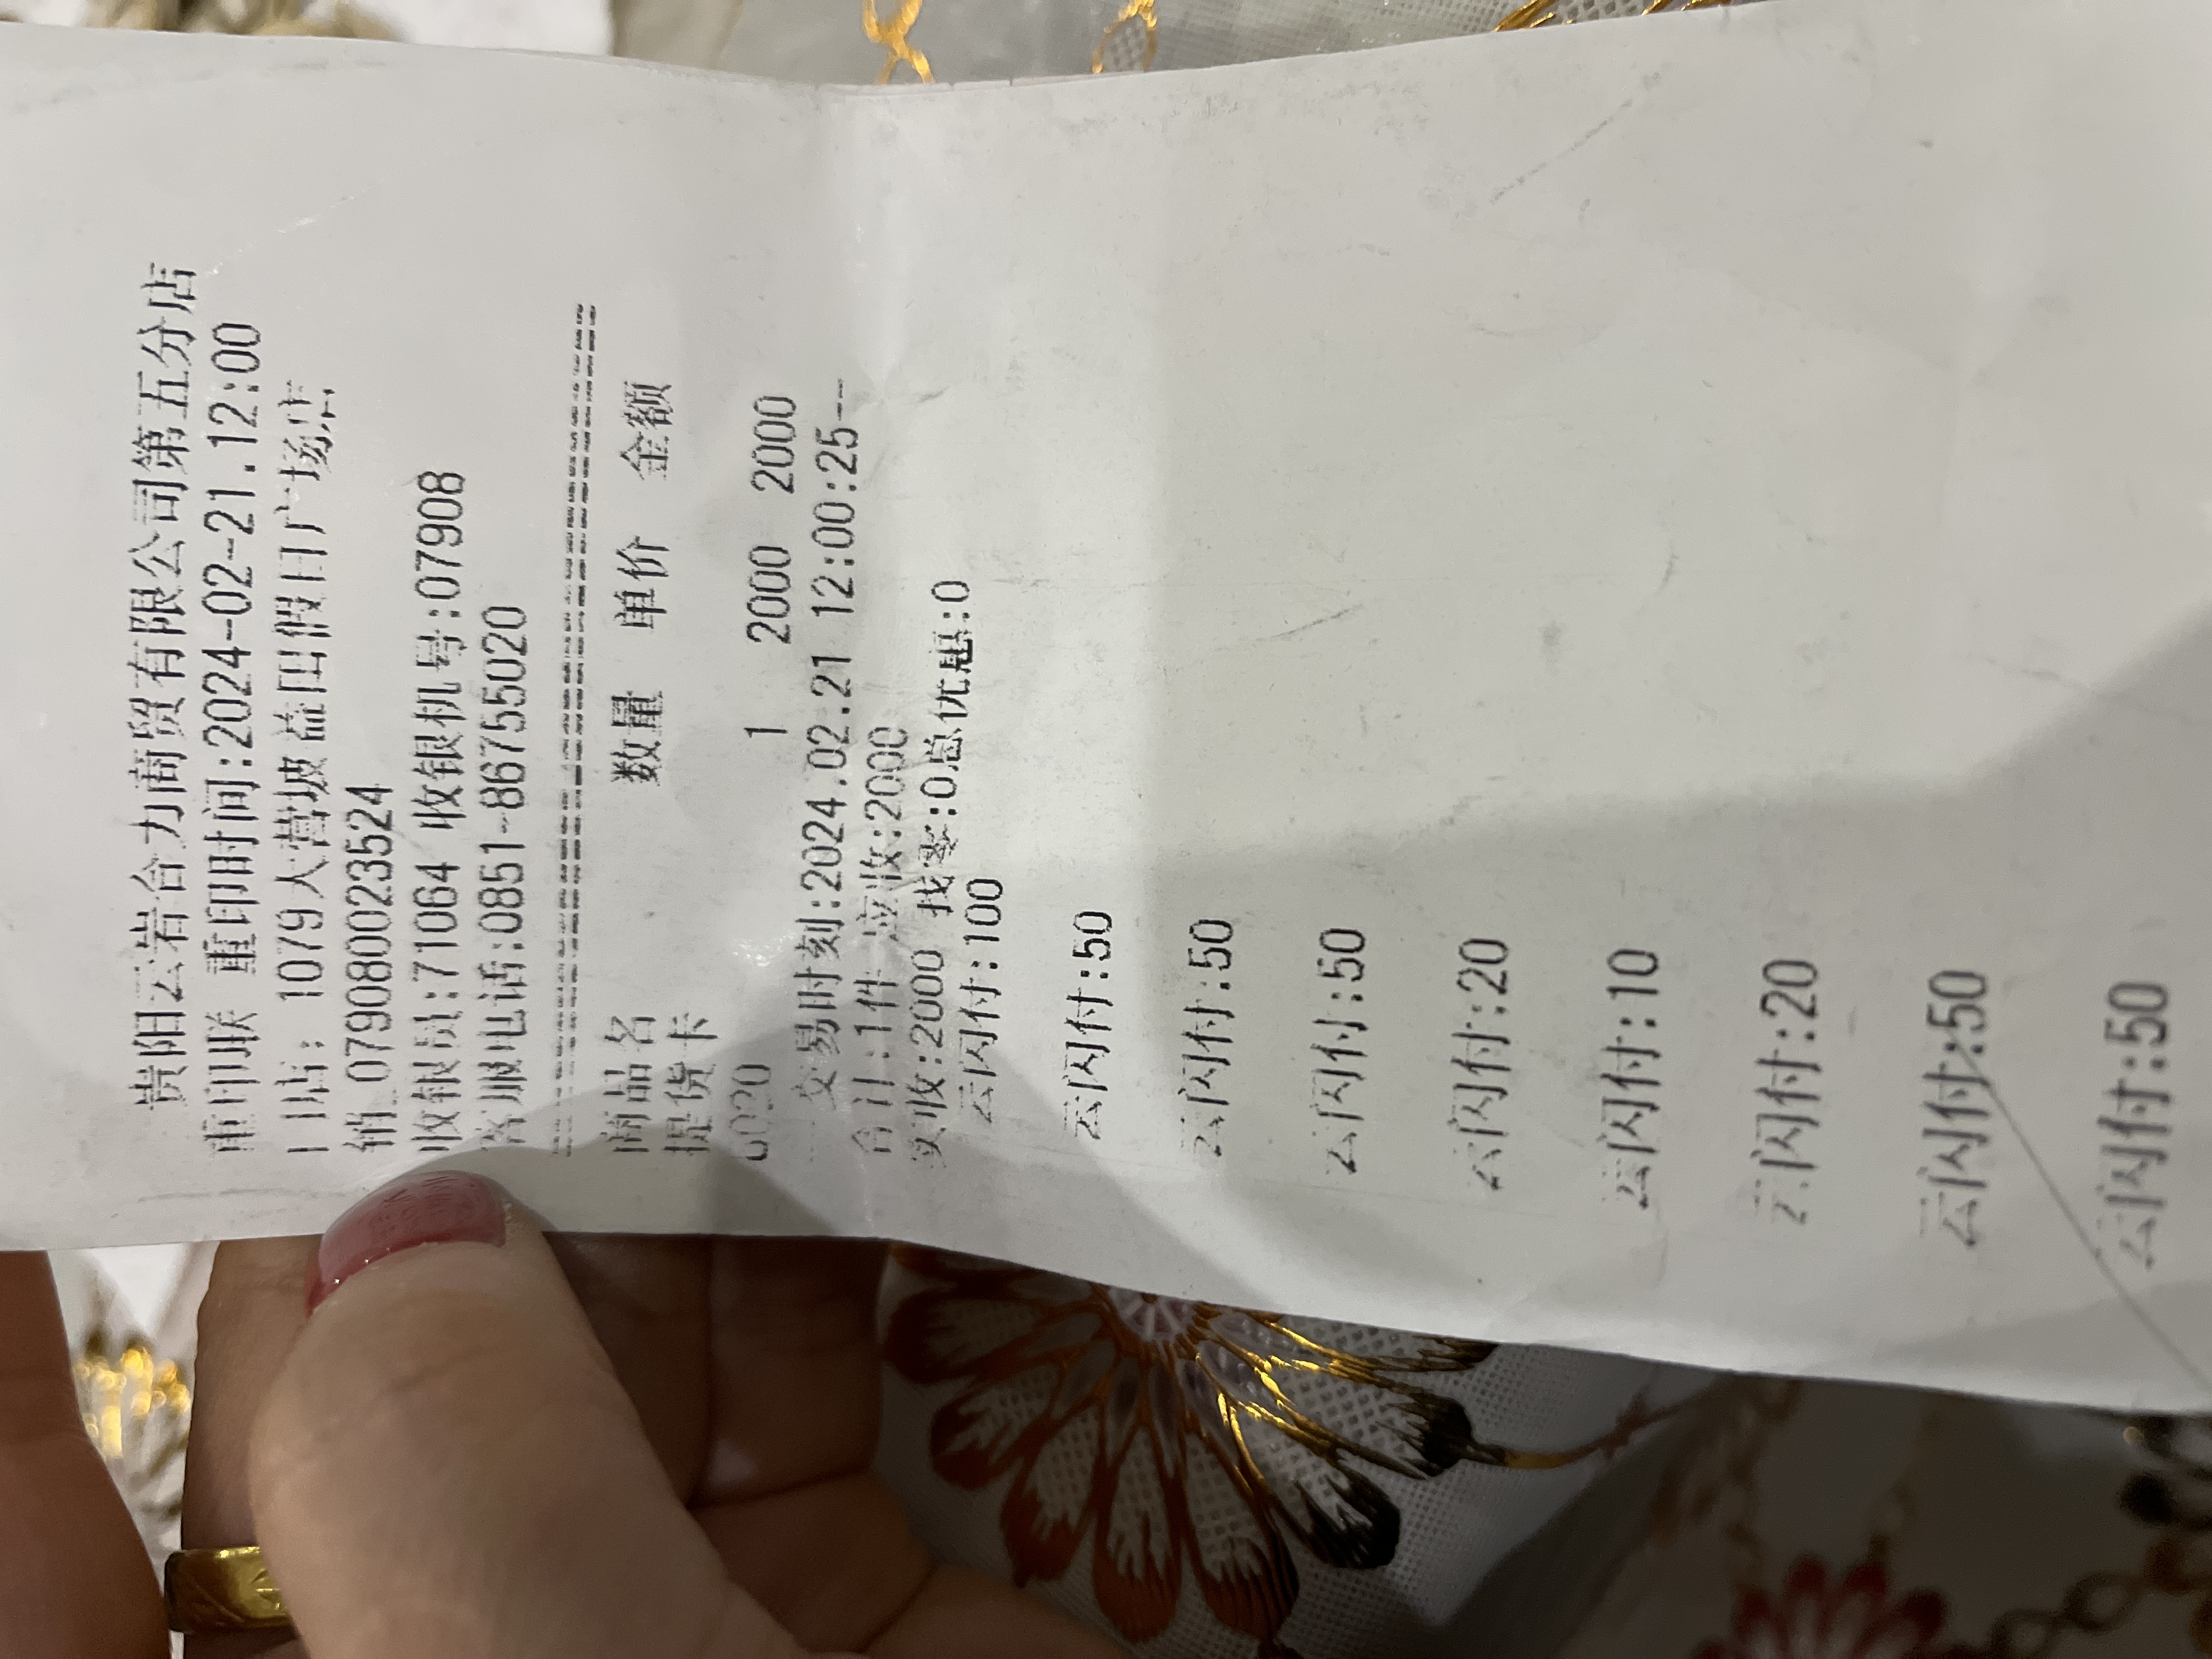 贵阳云岩合力商贸有限公司第五分店
重印联 重印时间:2024-02-21.12:00
门店: 1079大营坡益田假日广场店
销 079080023524
收银员:71064 收银机号:07908
客服电话:0851-86755020
商品名 数量 单价 金额
提货卡
6020 1 2000 2000
交易时刻:2024.02.21 12:00:25--
合计:1件 应收:2000
实收:2000 找零:0总优惠:0
云闪付:100
云闪付:50
云闪付:50
云闪付:50
云闪付:20
云闪付:10
云闪付:20
云闪付:50
云闪付:50